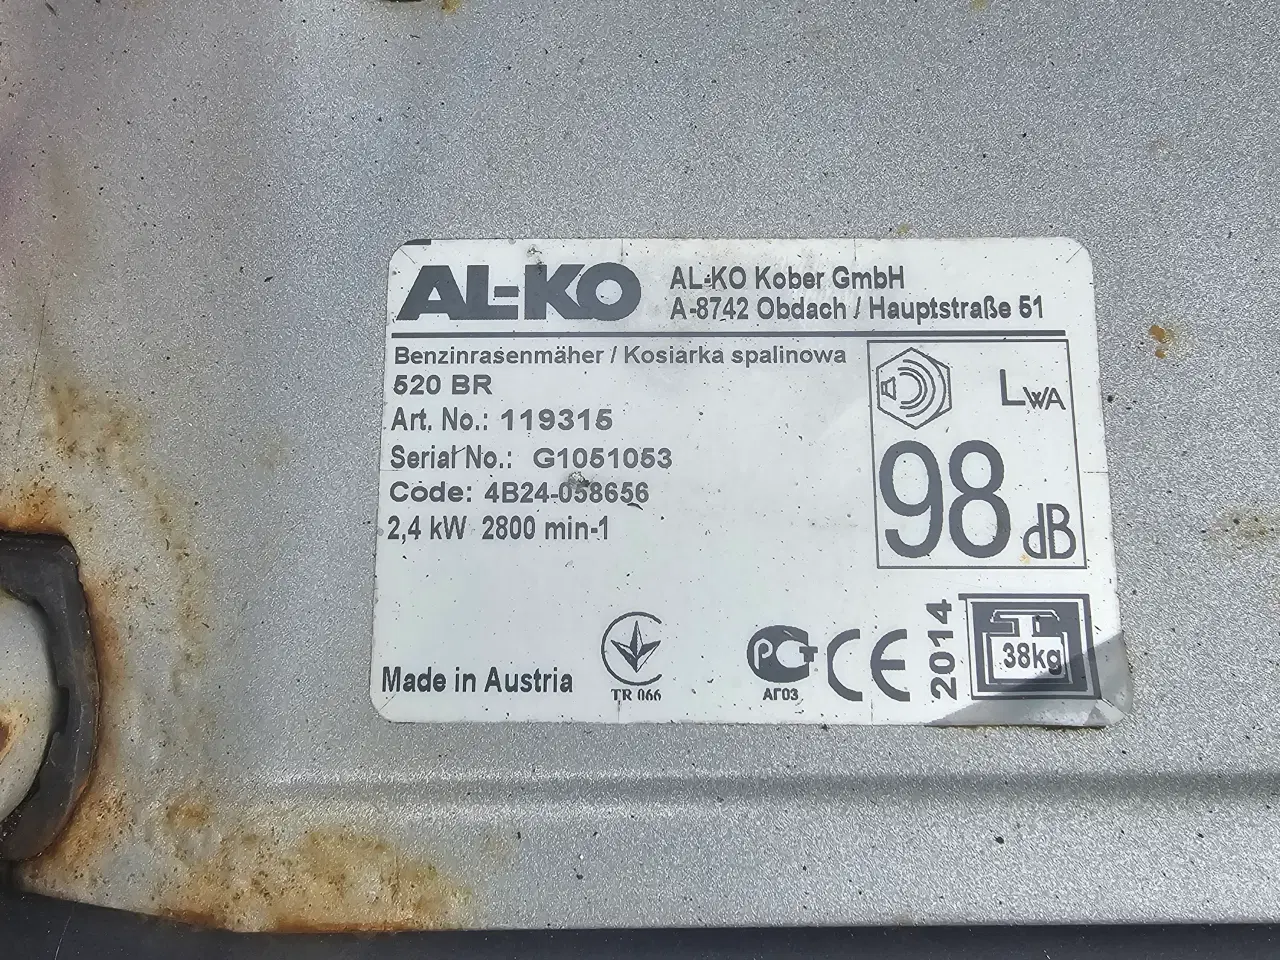 AL-KO
AL-KO Kober GmbH
A-8742 Obdach / Hauptstraße 51
Benzinrasenmäher / Kosiarka spalinowa
520 BR
Art. No.: 119315
Serial No.: G1051053
Code: 4B24-058656
2,4 kW 2800 min-1
LWA
98 dB
Made in Austria
TR 066
РСТ
АГ03
CE
2014
38kg